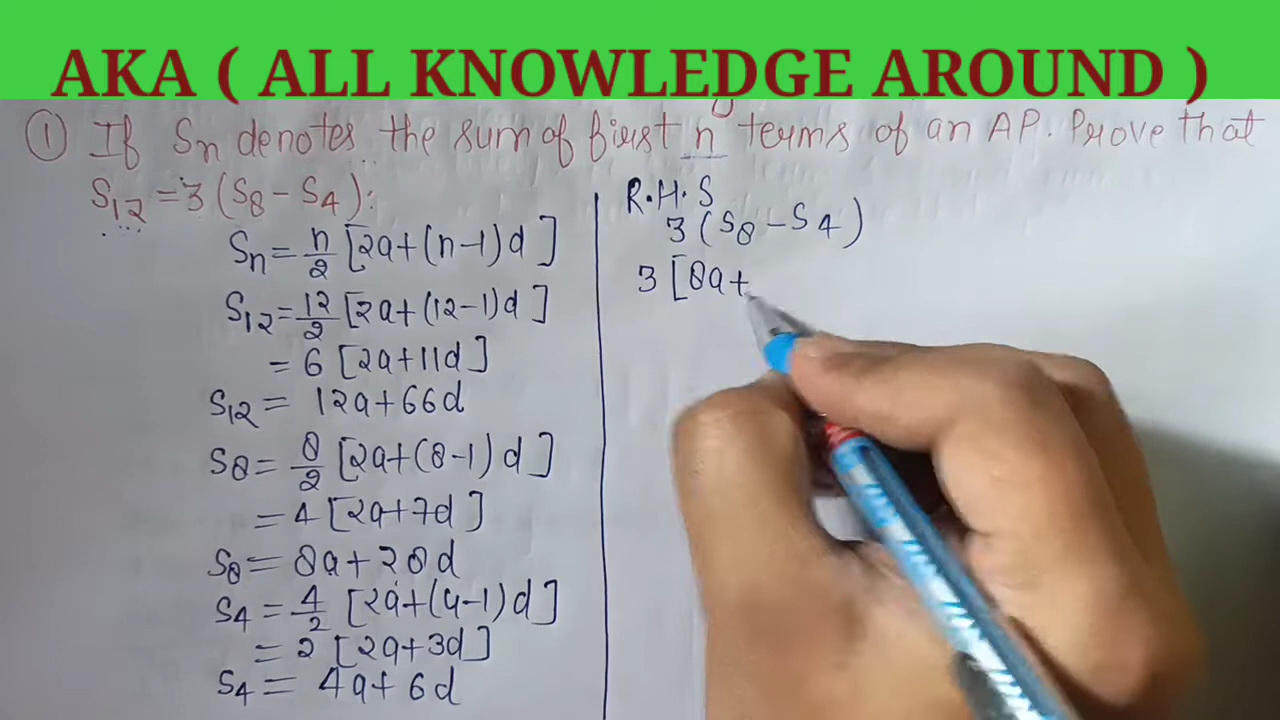 AKA ( ALL KNOWLEDGE AROUND )
① If Sn denotes the sum of first n terms of an AP. Prove that
S12 = 3 (S8 - S4):
Sn = n/2 [2a+(n-1)d]
S12 = 12/2 [2a+(12-1)d]
= 6 [2a+11d]
S12 = 12a+66d
S8 = 8/2 [2a+(8-1)d]
= 4 [2a+7d]
S8 = 8a+28d
S4 = 4/2 [2a+(4-1)d]
= 2 [2a+3d]
S4 = 4a+6d
R.H.S
3 (S8 - S4)
3 [8a+